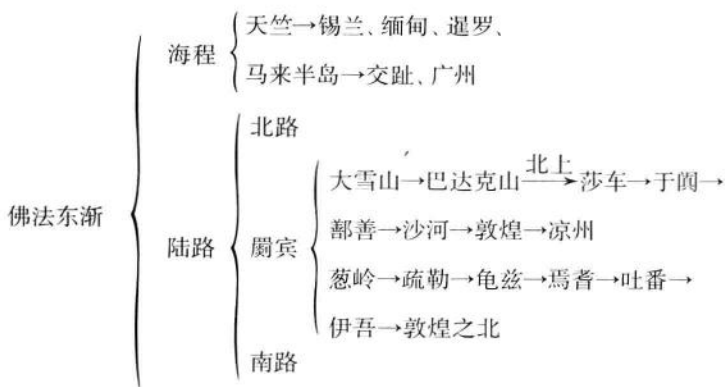 佛法东渐
海程
天竺→锡兰、缅甸、暹罗、
马来半岛→交趾、广州
陆路
北路
罽宾
大雪山→巴达克山 北上→莎车→于阗→
鄯善→沙河→敦煌→凉州
葱岭→疏勒→龟兹→焉耆→吐番→
伊吾→敦煌之北
南路